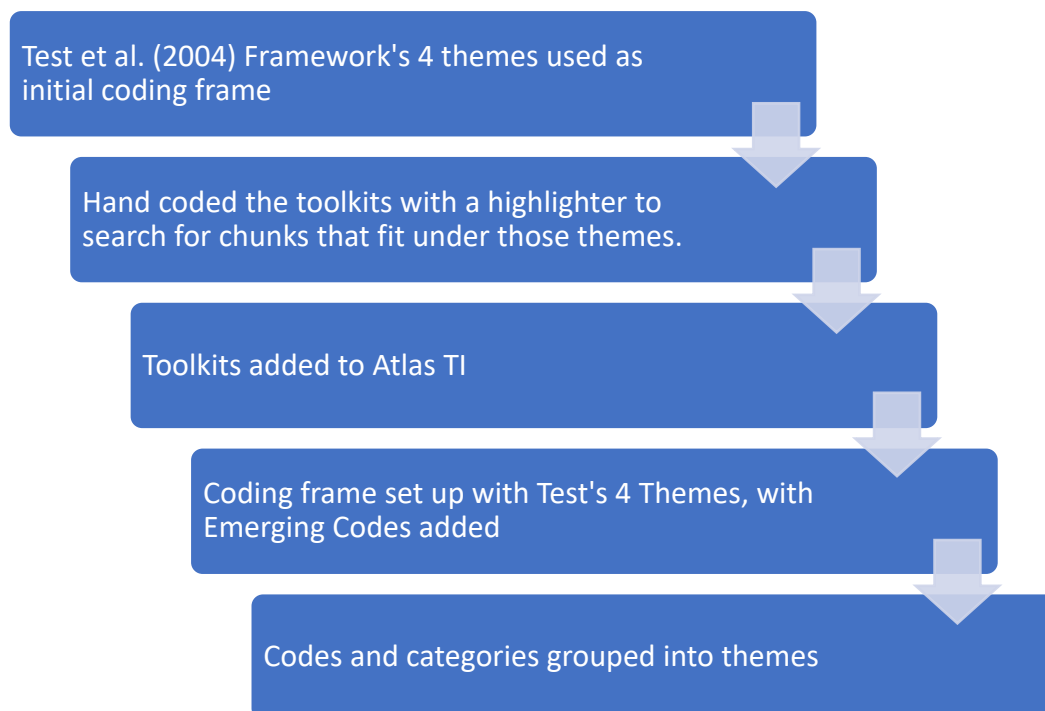 Test et al. (2004) Framework's 4 themes used as
initial coding frame
Hand coded the toolkits with a highlighter to
search for chunks that fit under those themes.
Toolkits added to Atlas TI
Coding frame set up with Test's 4 Themes, with
Emerging Codes added
Codes and categories grouped into themes